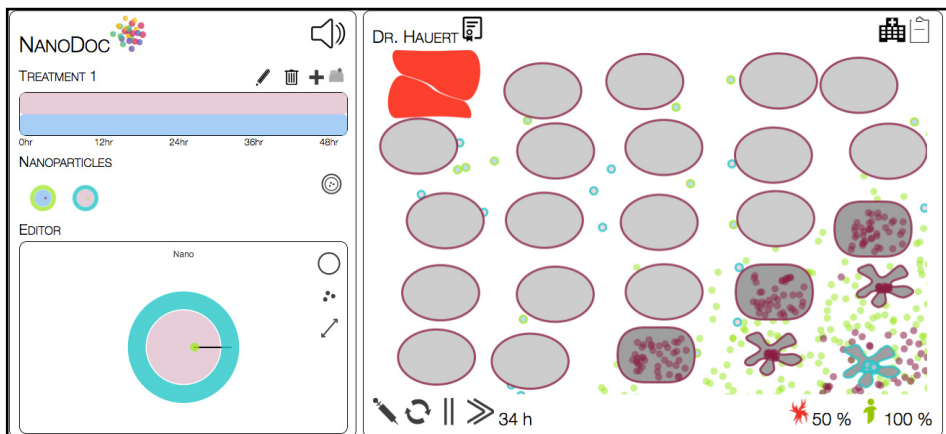 NANODOC
TREATMENT 1
0hr 12hr 24hr 36hr 48hr
NANOPARTICLES
EDITOR
Nano
DR. HAUERT
34 h
50 % 100 %